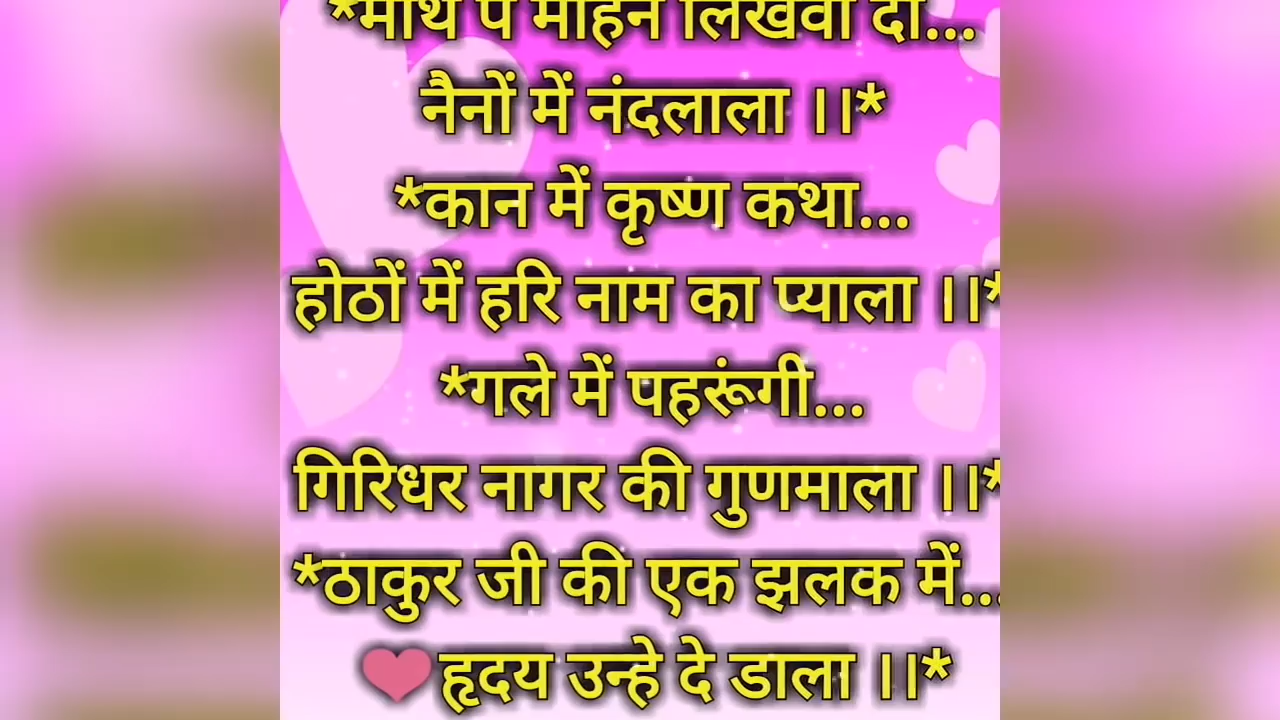 *माथे पे मोहन लिखवा दो...
नैनों में नंदलाला ।।*
*कान में कृष्ण कथा...
होठों में हरि नाम का प्याला ।।*
*गले में पहरूंगी...
गिरिधर नागर की गुणमाला ।।*
*ठाकुर जी की एक झलक में...
हृदय उन्हे दे डाला ।।*